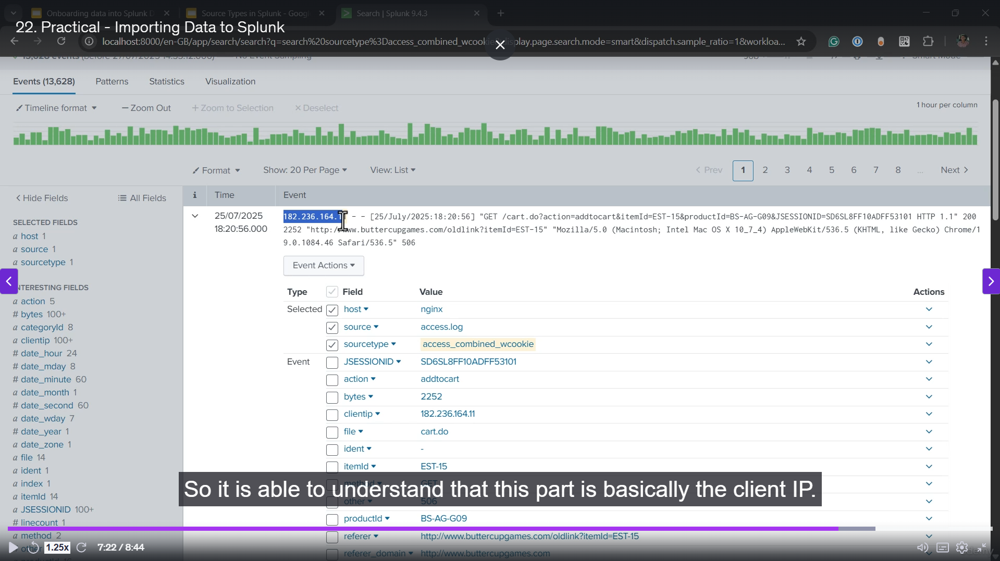 Onboarding data into Splunk D
Source Types in Splunk - Goog
Search | Splunk 9.4.3
22. Practical - Importing Data to Splunk
localhost:8000/en-GB/app/search/search?q=search%20sourcetype%3Daccess_combined_wcooki
play.page.search.mode=smart&dispatch.sample_ratio=1&workloa...
Events (13,628)
Patterns
Statistics
Visualization
Timeline format
Zoom Out
Zoom to Selection
Deselect
1 hour per column
Format
Show: 20 Per Page
View: List
Prev 1 2 3 4 5 6 7 8 ... Next
Hide Fields
All Fields
i Time Event
SELECTED FIELDS
a host 1
a source 1
a sourcetype 1
INTERESTING FIELDS
a action 5
# bytes 100+
a categoryId 8
a clientip 100+
# date_hour 24
# date_mday 8
# date_minute 60
a date_month 1
# date_second 60
a date_wday 7
# date_year 1
a date_zone 1
a file 14
a ident 1
a index 1
a itemId 14
a JSESSIONID 100+
# linecount 1
a method 2
25/07/2025
18:20:56.000
182.236.164.1 - - [25/July/2025:18:20:56] "GET /cart.do?action=addtocart&itemId=EST-15&productId=BS-AG-G09&JSESSIONID=SD6SL8FF10ADFF53101 HTTP 1.1" 200
2252 "http:/ ww.buttercupgames.com/oldlink?itemId=EST-15" "Mozilla/5.0 (Macintosh; Intel Mac OS X 10_7_4) AppleWebKit/536.5 (KHTML, like Gecko) Chrome/1
9.0.1084.46 Safari/536.5" 506
Event Actions
Type Field Value Actions
Selected host nginx
source access.log
sourcetype access_combined_wcookie
Event JSESSIONID SD6SL8FF10ADFF53101
action addtocart
bytes 2252
clientip 182.236.164.11
file cart.do
ident -
itemId EST-15
method GET
other 506
productId BS-AG-G09
referer http://www.buttercupgames.com/oldlink?itemId=EST-15
referer_domain http://www.buttercupgames.com
So it is able to understand that this part is basically the client IP.
other
1.25x
7:22 / 8:44